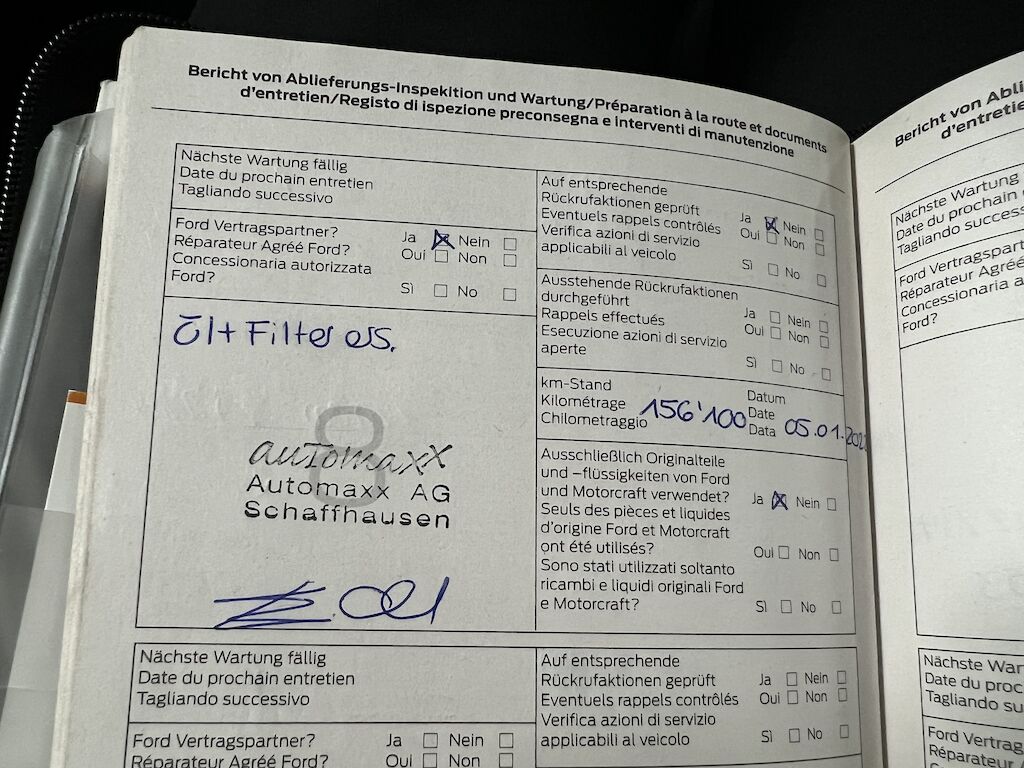 Bericht von Ablieferungs-Inspekition und Wartung/Préparation à la route et documents
d'entretien/Registo di ispezione preconsegna e interventi di manutenzione
Nächste Wartung fällig
Date du prochain entretien
Tagliando successivo
Ford Vertragspartner? Ja Nein
Réparateur Agréé Ford? Oui Non
Concessionaria autorizzata
Ford? Sì No
Öl+ Filter ers.
8
automaxx
Automaxx AG
Schaffhausen
Auf entsprechende
Rückrufaktionen geprüft Ja Nein
Eventuels rappels contrôlés Oui Non
Verifica azioni di servizio
applicabili al veicolo Sì No
Ausstehende Rückrufaktionen
durchgeführt Ja Nein
Rappels effectués Oui Non
Esecuzione azioni di servizio
aperte Sì No
km-Stand Datum
Kilométrage 156'100 Date
Chilometraggio Data 05.01.
Ausschließlich Originalteile
und –flüssigkeiten von Ford
und Motorcraft verwendet? Ja Nein
Seuls des pièces et liquides
d'origine Ford et Motorcraft
ont été utilisés? Oui Non
Sono stati utilizzati soltanto
ricambi e liquidi originali Ford
e Motorcraft? Sì No
Nächste Wartung fällig
Date du prochain entretien
Tagliando successivo
Ford Vertragspartner? Ja Nein
Réparateur Agréé Ford? Oui Non
Auf entsprechende
Rückrufaktionen geprüft Ja Nein
Eventuels rappels contrôlés Oui Non
Verifica azioni di servizio
applicabili al veicolo Sì No
Bericht von Abli
d'entretie
Nächste Wartung
Date du prochain
Tagliando success
Ford Vertragspart
Réparateur Agréé
Concessionaria a
Ford?
Nächste War
Date du proc
Tagliando su
Ford Vertrag
Réparateur